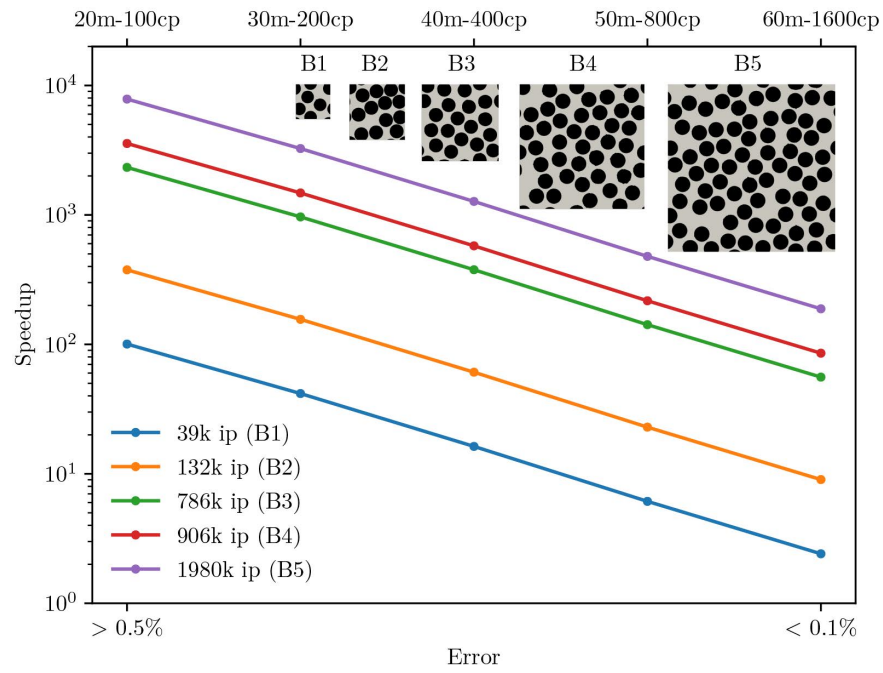 20m-100cp 30m-200cp 40m-400cp 50m-800cp 60m-1600cp
B1 B2 B3 B4 B5
10^4
10^3
10^2
10^1
10^0
Speedup
39k ip (B1)
132k ip (B2)
786k ip (B3)
906k ip (B4)
1980k ip (B5)
> 0.5% < 0.1%
Error